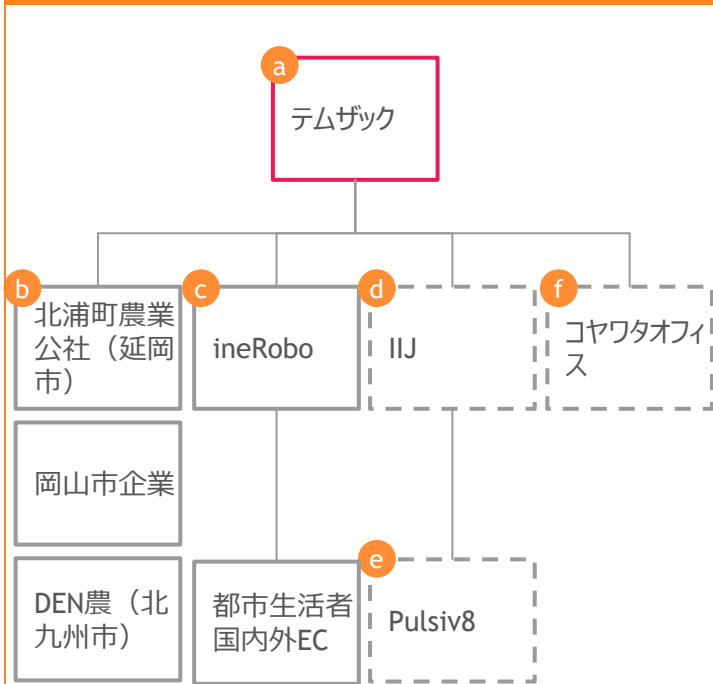 a
テムザック
b
北浦町農業
公社（延岡
市）
c
ineRobo
d
IIJ
f
コヤワタオフィ
ス
岡山市企業
DEN農（北
九州市）
都市生活者
国内外EC
e
Pulsiv8